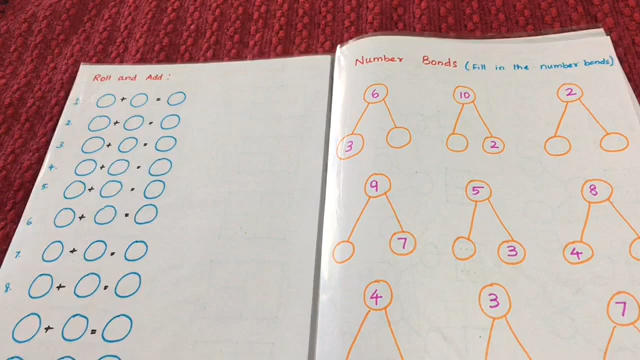 Roll and Add :
1. + =
2. + =
3. + =
4. + =
5. + =
6. + =
7. + =
8. + =
+ =
Number Bonds (Fill in the number bonds)
6 10 2
3 2
9 5 8
7 3 4
4 3 7